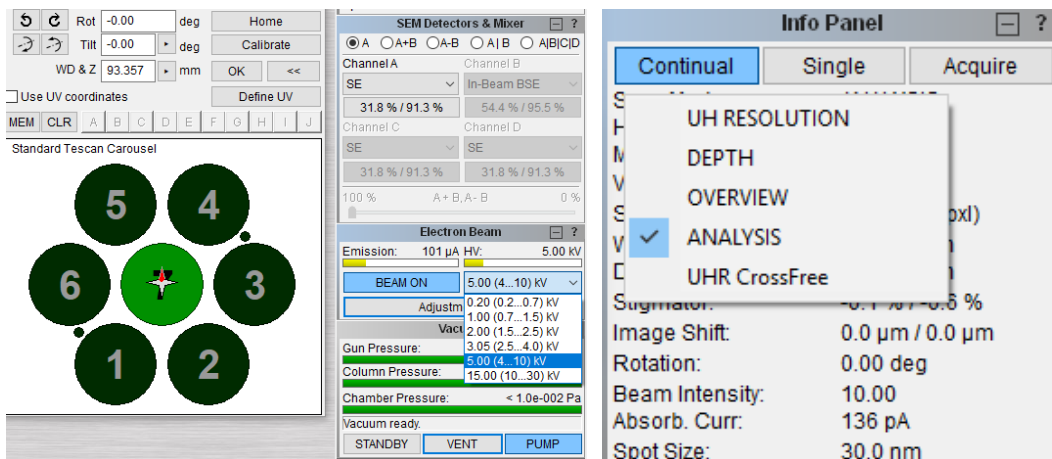 Rot -0.00 deg Home
Tilt -0.00 deg Calibrate
WD & Z 93.357 mm OK <<
Use UV coordinates Define UV
MEM CLR A B C D E F G H I J
Standard Tescan Carousel
5 4
6 7 3
1 2
SEM Detectors & Mixer ?
A A+B A-B A|B A|B|C|D
Channel A Channel B
SE In-Beam BSE
31.8 % / 91.3 % 54.4 % / 95.5 %
Channel C Channel D
SE SE
31.8 % / 91.3 % 31.8 % / 91.3 %
100 % A + B, A - B 0 %
Electron Beam ?
Emission: 101 µA HV: 5.00 kV
BEAM ON 5.00 (4...10) kV
0.20 (0.2...0.7) kV
Adjustm 1.00 (0.7...1.5) kV
Vac 2.00 (1.5...2.5) kV
Gun Pressure: 3.05 (2.5...4.0) kV
5.00 (4...10) kV
Column Pressure: 15.00 (10...30) kV
Chamber Pressure: < 1.0e-002 Pa
Vacuum ready.
STANDBY VENT PUMP
Info Panel ?
Continual Single Acquire
UH RESOLUTION
DEPTH
OVERVIEW
pxl)
ANALYSIS
UHR CrossFree
Stigmator: -0.1 % / -0.6 %
Image Shift: 0.0 µm / 0.0 µm
Rotation: 0.00 deg
Beam Intensity: 10.00
Absorb. Curr: 136 pA
Spot Size: 30.0 nm